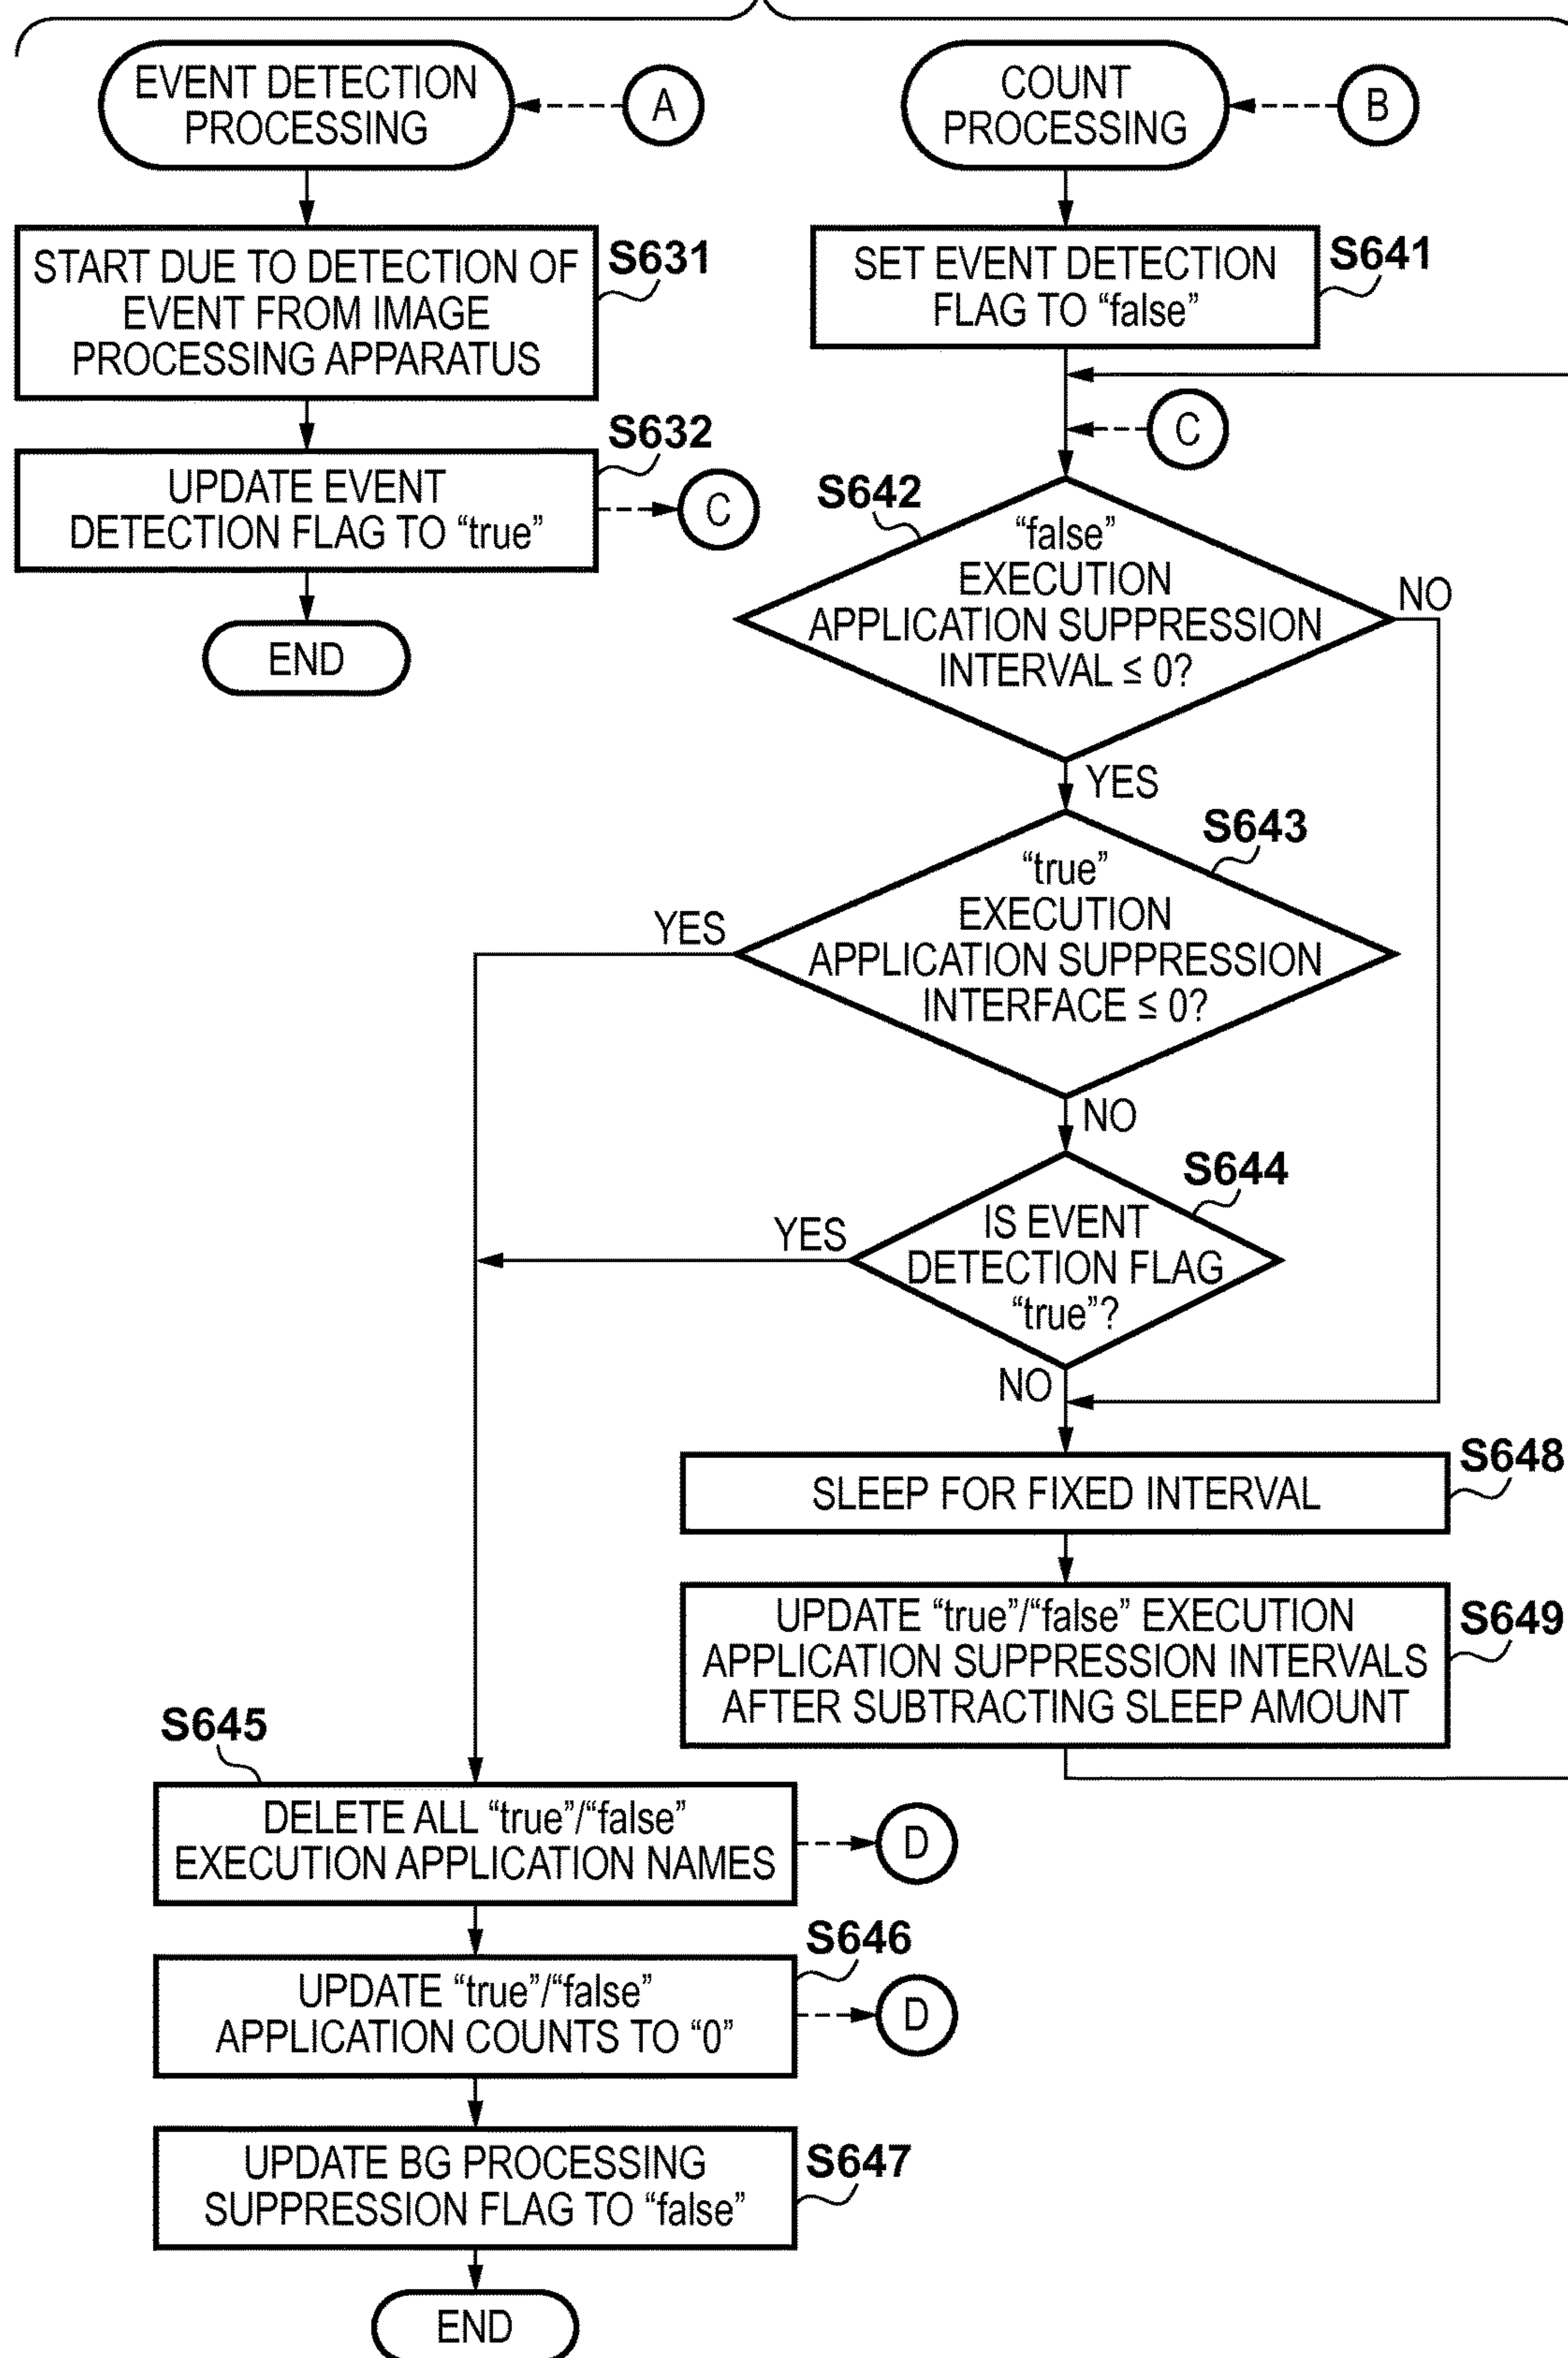 EVENT DETECTION
PROCESSING
A
START DUE TO DETECTION OF
EVENT FROM IMAGE
PROCESSING APPARATUS
S631
UPDATE EVENT
DETECTION FLAG TO “true”
S632
C
END
COUNT
PROCESSING
B
SET EVENT DETECTION
FLAG TO “false”
S641
C
S642
“false”
EXECUTION
APPLICATION SUPPRESSION
INTERVAL ≤ 0?
NO
YES
S643
“true”
EXECUTION
APPLICATION SUPPRESSION
INTERFACE ≤ 0?
YES
NO
S644
IS EVENT
DETECTION FLAG
“true”?
YES
NO
SLEEP FOR FIXED INTERVAL
S648
UPDATE “true”/“false” EXECUTION
APPLICATION SUPPRESSION INTERVALS
AFTER SUBTRACTING SLEEP AMOUNT
S649
S645
DELETE ALL “true”/“false”
EXECUTION APPLICATION NAMES
D
S646
UPDATE “true”/“false”
APPLICATION COUNTS TO “0”
D
UPDATE BG PROCESSING
SUPPRESSION FLAG TO “false”
S647
END